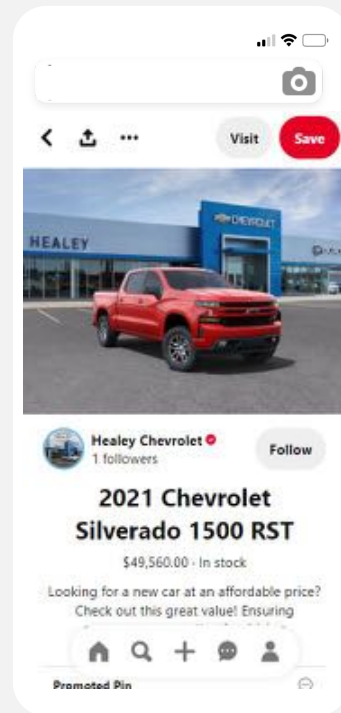 Visit
Save
HEALEY
CHEVROLET
Healey Chevrolet
1 followers
Follow
2021 Chevrolet
Silverado 1500 RST
$49,560.00 · In stock
Looking for a new car at an affordable price?
Check out this great value! Ensuring
Promoted Pin